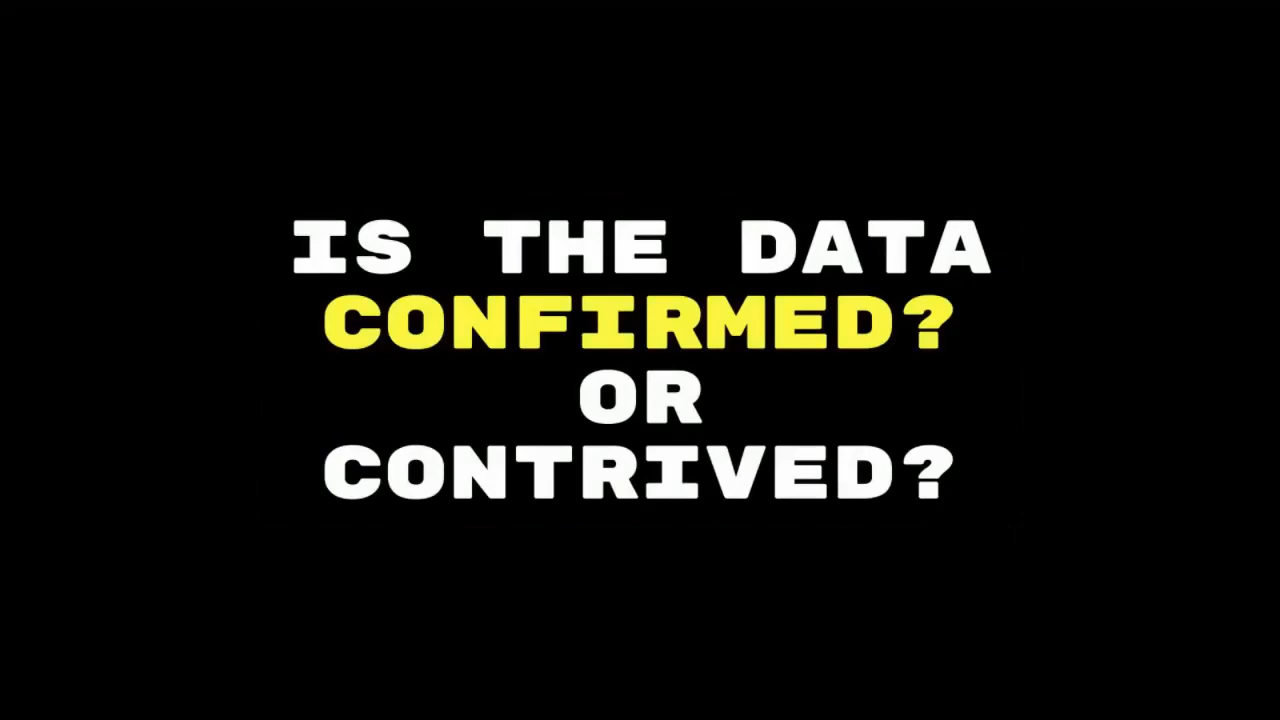 IS THE DATA
CONFIRMED?
OR
CONTRIVED?